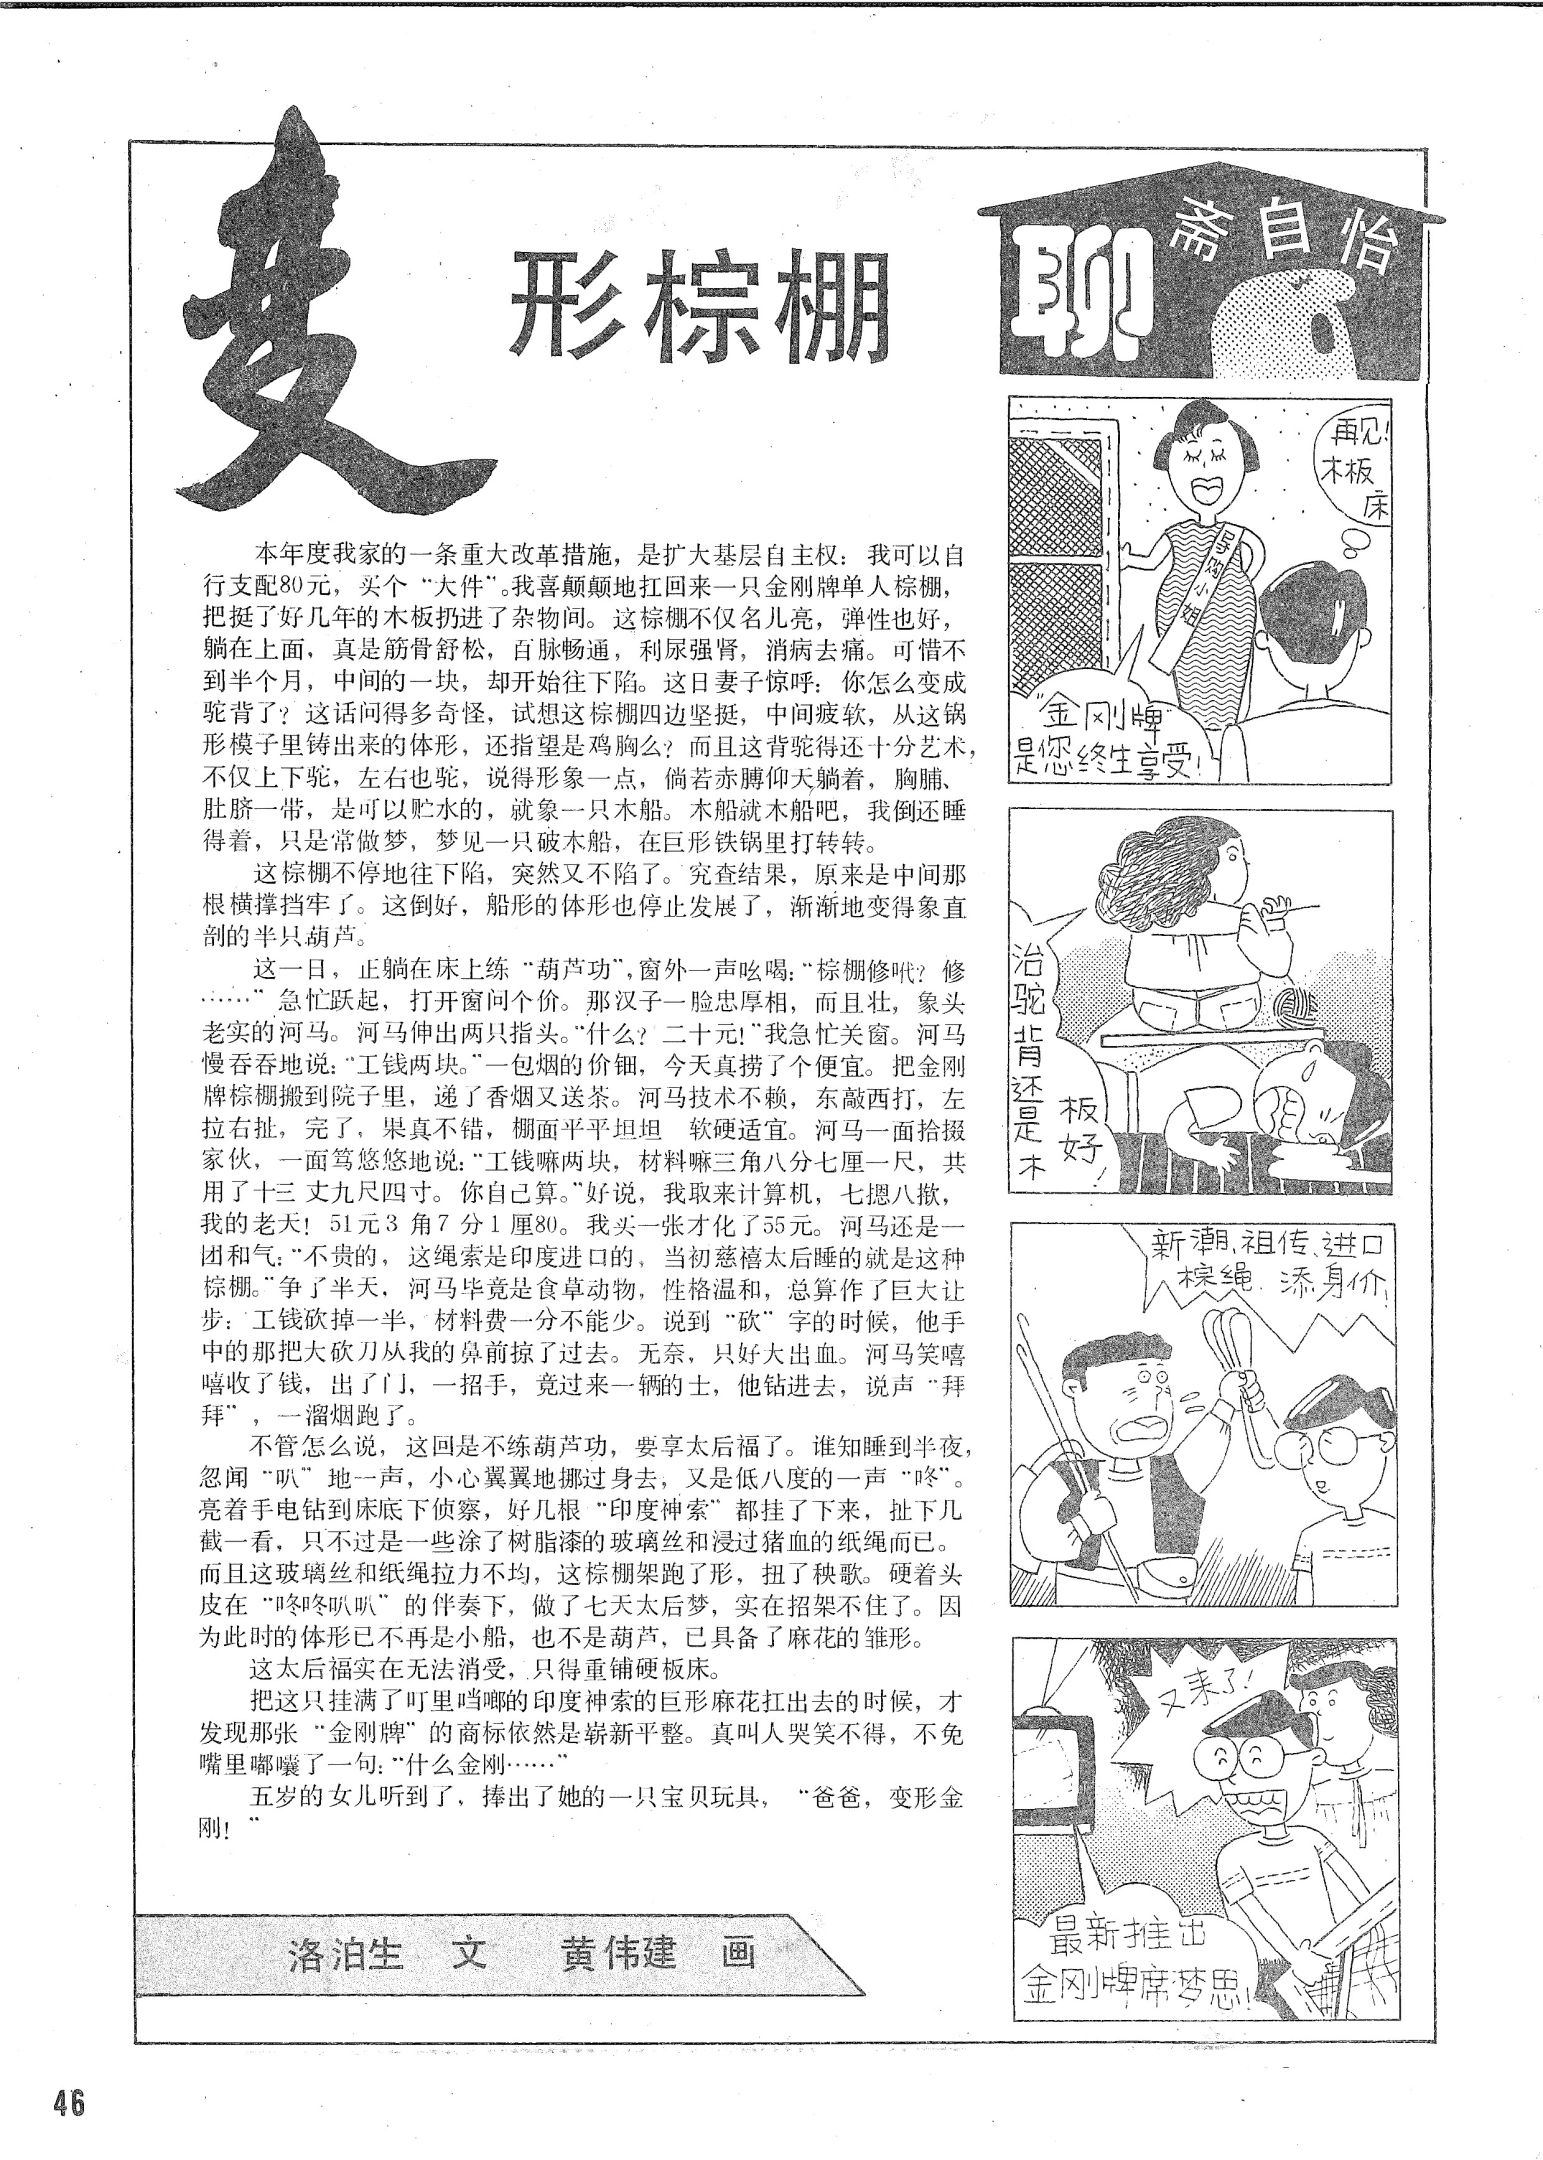 变形棕棚
聊斋自怡
本年度我家的一条重大改革措施，是扩大基层自主权：我可以自
行支配80元，买个“大件”。我喜颠颠地扛回来一只金刚牌单人棕棚，
把挺了好几年的木板扔进了杂物间。这棕棚不仅名儿亮，弹性也好，
躺在上面，真是筋骨舒松，百脉畅通，利尿强肾，消病去痛。可惜不
到半个月，中间的一块，却开始往下陷。这日妻子惊呼：你怎么变成
驼背了？这话问得多奇怪，试想这棕棚四边坚挺，中间疲软，从这锅
形模子里铸出来的体形，还指望是鸡胸么？而且这背驼得还十分艺术，
不仅上下驼，左右也驼，说得形象一点，倘若赤膊仰天躺着，胸脯、
肚脐一带，是可以贮水的，就象一只木船。木船就木船吧，我倒还睡
得着，只是常做梦，梦见一只破木船，在巨形铁锅里打转转。
这棕棚不停地往下陷，突然又不陷了。究查结果，原来是中间那
根横撑挡牢了。这倒好，船形的体形也停止发展了，渐渐地变得象直
剖的半只葫芦。
这一日，正躺在床上练“葫芦功”，窗外一声吆喝：“棕棚修㕮？修
……”急忙跃起，打开窗问个价。那汉子一脸忠厚相，而且壮，象头
老实的河马。河马伸出两只指头。“什么？二十元！”我急忙关窗。河马
慢吞吞地说：“工钱两块。”一包烟的价钿，今天真捞了个便宜。把金刚
牌棕棚搬到院子里，递了香烟又送茶。河马技术不赖，东敲西打，左
拉右扯，完了，果真不错，棚面平平坦坦 软硬适宜。河马一面拾掇
家伙，一面笃悠悠地说：“工钱嘛两块，材料嘛三角八分七厘一尺，共
用了十三丈九尺四寸。你自己算。”好说，我取来计算机，七摁八揿，
我的老天！51元3角7分1厘80。我买一张才化了55元。河马还是一
团和气：“不贵的，这绳索是印度进口的，当初慈禧太后睡的就是这种
棕棚。”争了半天，河马毕竟是食草动物，性格温和，总算作了巨大让
步：工钱砍掉一半，材料费一分不能少。说到“砍”字的时候，他手
中的那把大砍刀从我的鼻前掠了过去。无奈，只好大出血。河马笑嘻
嘻收了钱，出了门，一招手，竟过来一辆的士，他钻进去，说声“拜
拜”，一溜烟跑了。
不管怎么说，这回是不练葫芦功，要享太后福了。谁知睡到半夜，
忽闻“叭”地一声，小心翼翼地挪过身去，又是低八度的一声“咚”。
亮着手电钻到床底下侦察，好几根“印度神索”都挂了下来，扯下几
截一看，只不过是一些涂了树脂漆的玻璃丝和浸过猪血的纸绳而已。
而且这玻璃丝和纸绳拉力不均，这棕棚架跑了形，扭了秧歌。硬着头
皮在“咚咚叭叭”的伴奏下，做了七天太后梦，实在招架不住了。因
为此时的体形已不再是小船，也不是葫芦，已具备了麻花的雏形。
这太后福实在无法消受，只得重铺硬板床。
把这只挂满了叮里当啷的印度神索的巨形麻花扛出去的时候，才
发现那张“金刚牌”的商标依然是崭新平整。真叫人哭笑不得，不免
嘴里嘟囔了一句：“什么金刚……”
五岁的女儿听到了，捧出了她的一只宝贝玩具，“爸爸，变形金
刚！”
洛泊生 文 黄伟建 画
再见！
木板
床
导购小姐
“金刚牌”
是您终生享受！
治驼背还是木
板好！
新潮、祖传、进口
棕绳，添身价！
又来了！
最新推出
金刚牌席梦思！
46